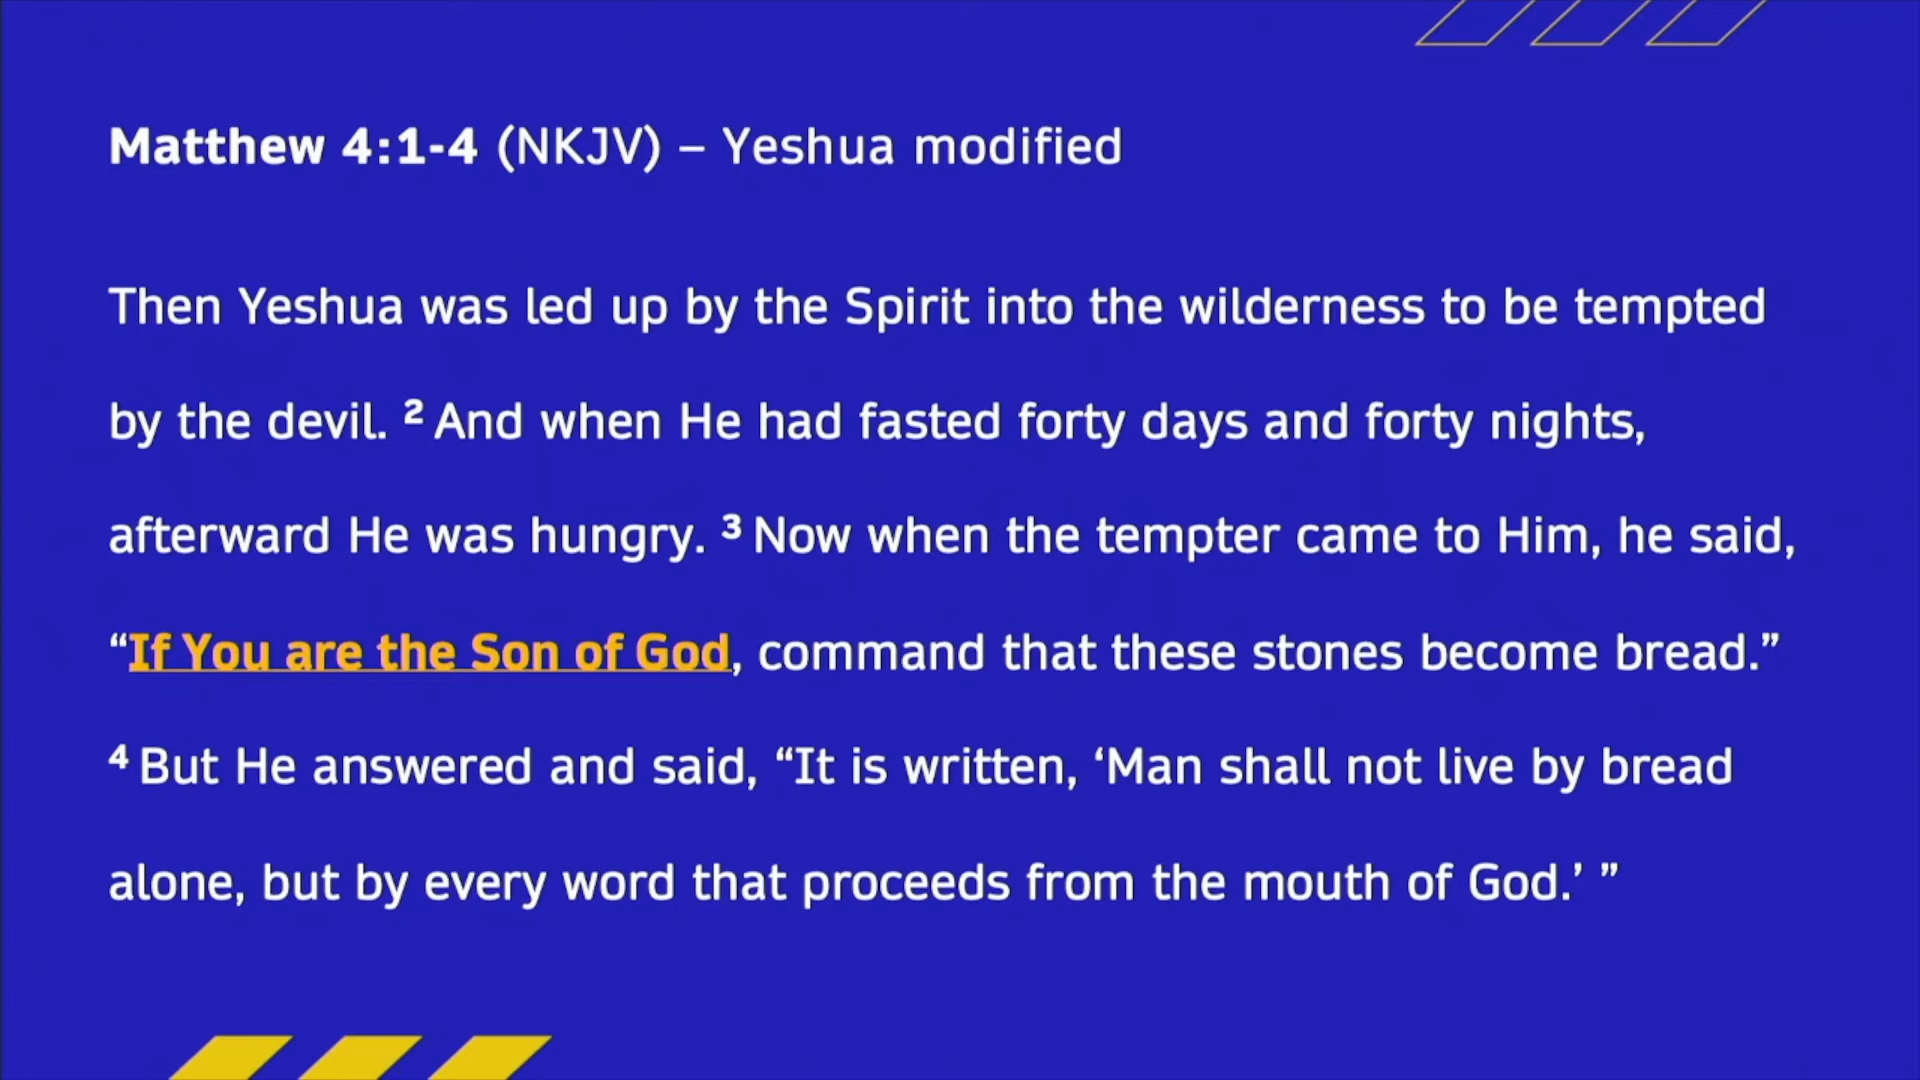 Matthew 4:1-4 (NKJV) – Yeshua modified
Then Yeshua was led up by the Spirit into the wilderness to be tempted
by the devil. ² And when He had fasted forty days and forty nights,
afterward He was hungry. ³ Now when the tempter came to Him, he said,
“If You are the Son of God, command that these stones become bread.”
⁴ But He answered and said, “It is written, ‘Man shall not live by bread
alone, but by every word that proceeds from the mouth of God.’ ”